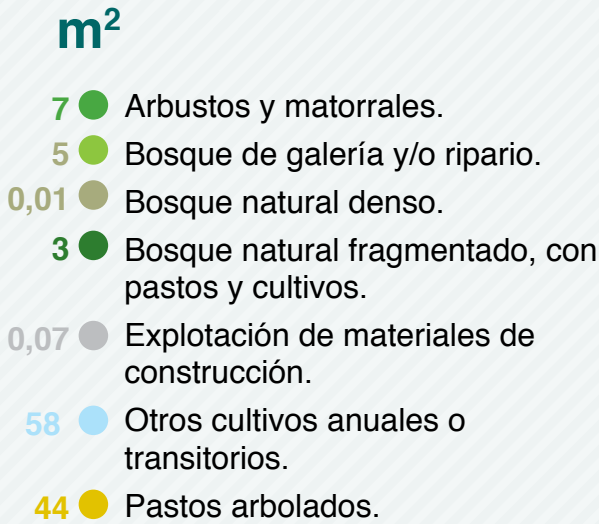 m²
7 Arbustos y matorrales.
5 Bosque de galería y/o ripario.
0,01 Bosque natural denso.
3 Bosque natural fragmentado, con
pastos y cultivos.
0,07 Explotación de materiales de
construcción.
58 Otros cultivos anuales o
transitorios.
44 Pastos arbolados.